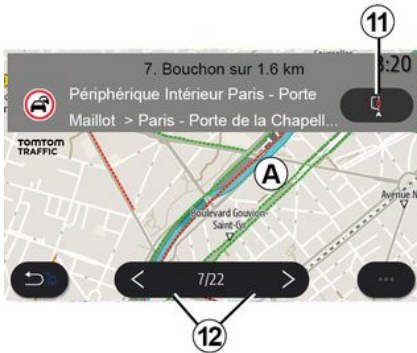 11
7. Bouchon sur 1.6 km
:20
Périphérique Intérieur Paris - Porte
Maillot > Paris - Porte de la Chapell...
TOMTOM
TRAFFIC
A
Avenue N
Boulevard Gouvion-
Saint-Cyr
7/22
12